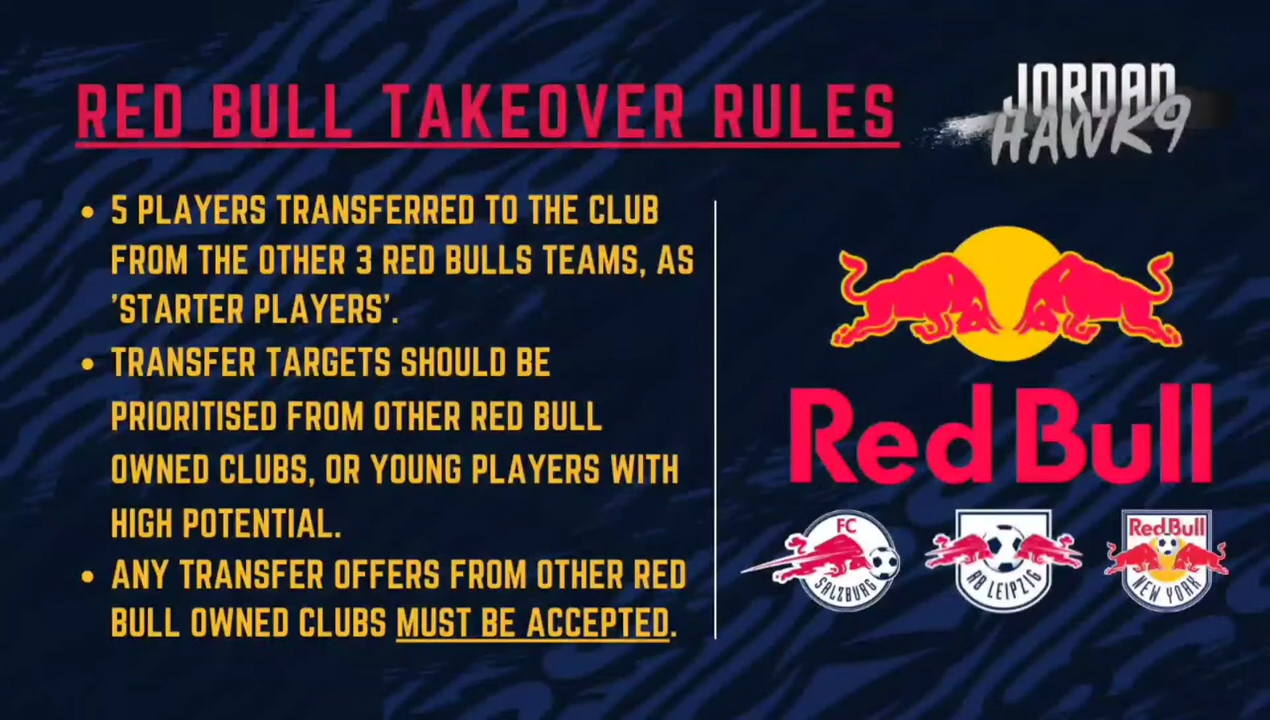 RED BULL TAKEOVER RULES
JORDAN
HAWK9
• 5 PLAYERS TRANSFERRED TO THE CLUB
FROM THE OTHER 3 RED BULLS TEAMS, AS
'STARTER PLAYERS'.
• TRANSFER TARGETS SHOULD BE
PRIORITISED FROM OTHER RED BULL
OWNED CLUBS, OR YOUNG PLAYERS WITH
HIGH POTENTIAL.
• ANY TRANSFER OFFERS FROM OTHER RED
BULL OWNED CLUBS MUST BE ACCEPTED.
Red Bull
FC
SALZBURG
RB LEIPZIG
Red Bull
NEW YORK